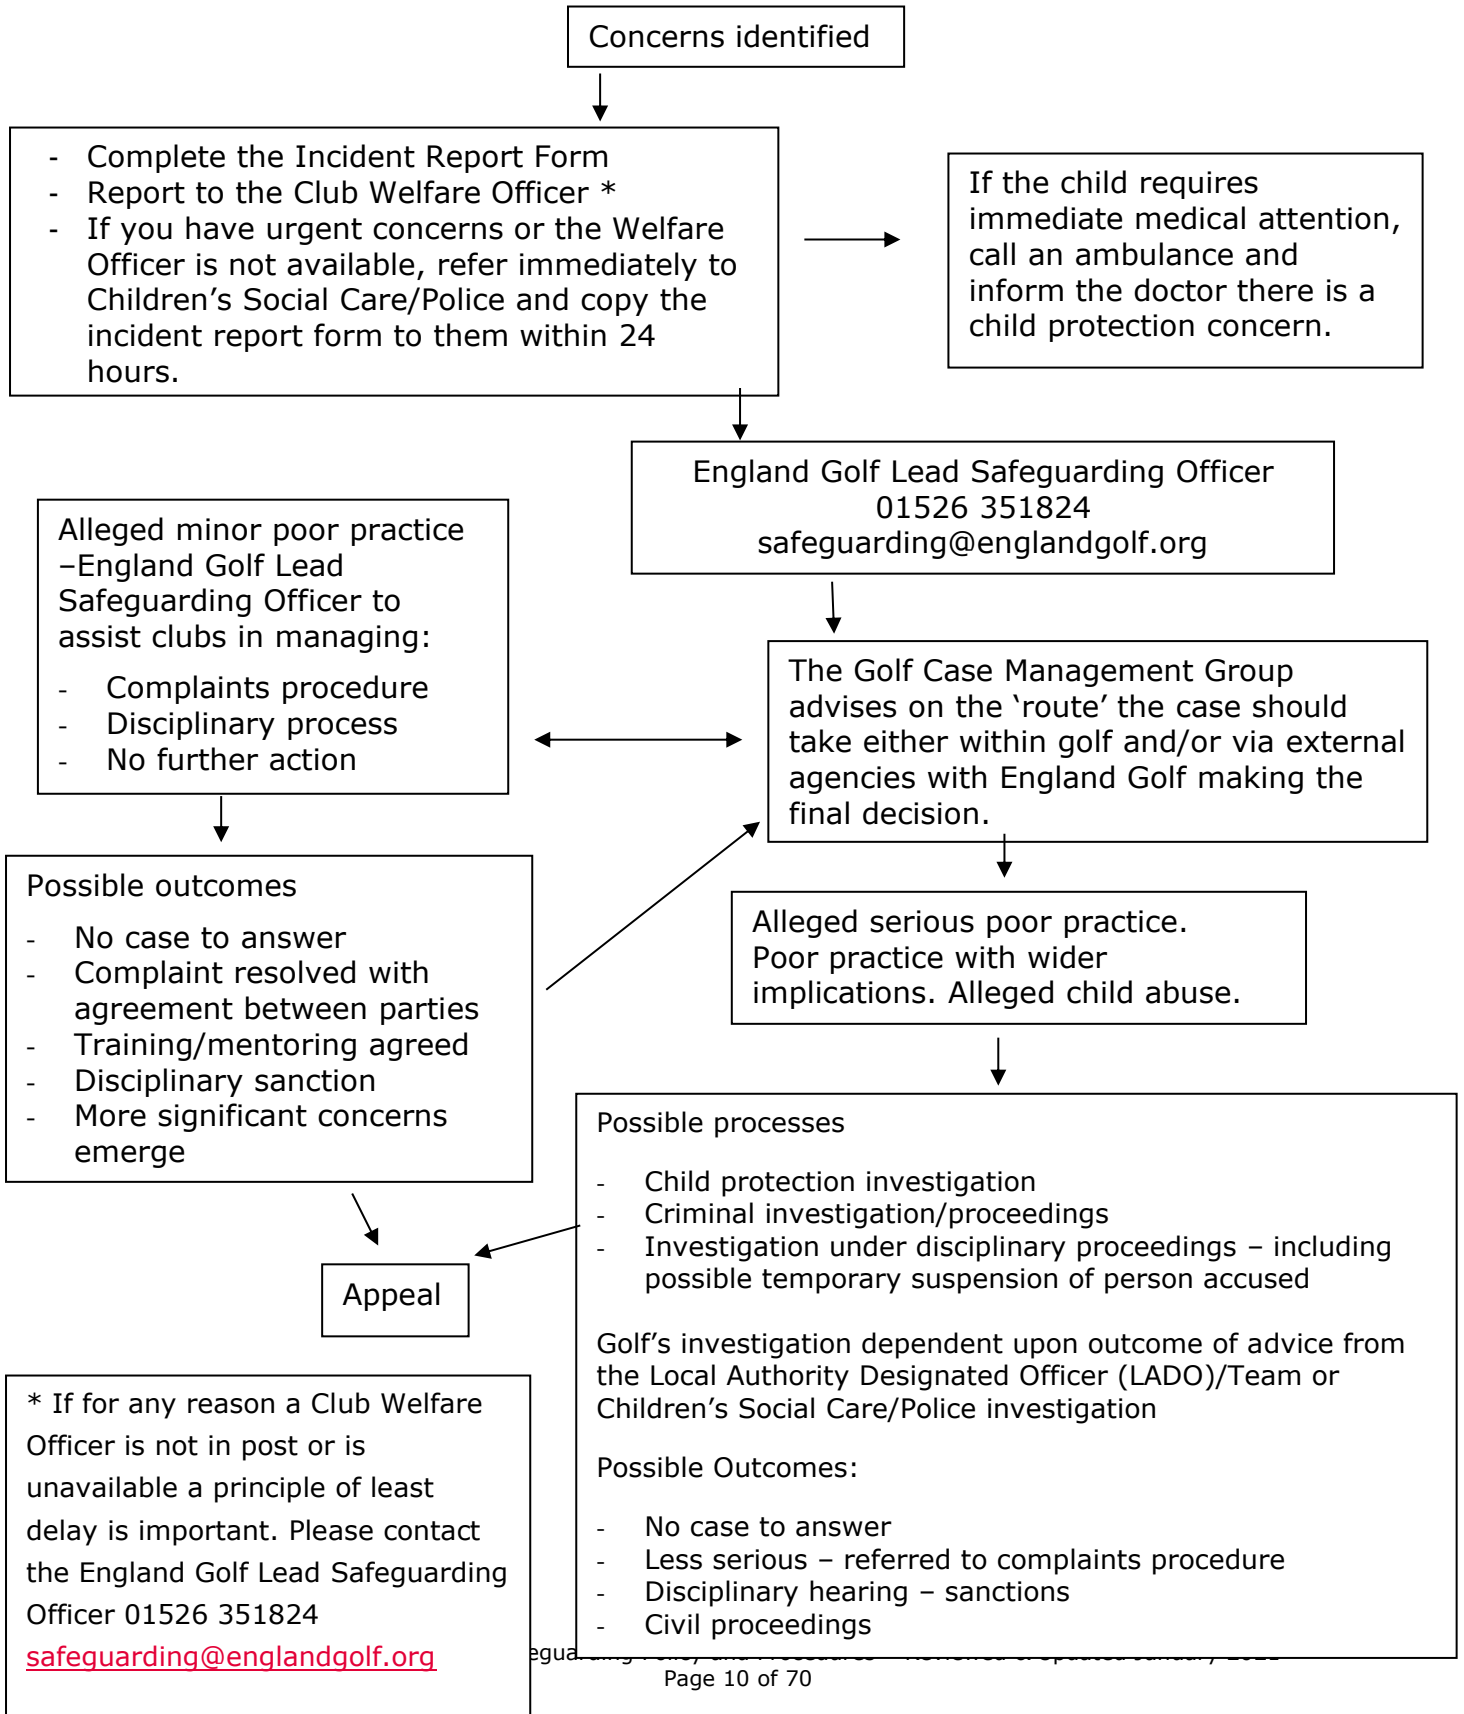 Concerns identified
- Complete the Incident Report Form
- Report to the Club Welfare Officer *
- If you have urgent concerns or the Welfare
Officer is not available, refer immediately to
Children’s Social Care/Police and copy the
incident report form to them within 24
hours.
If the child requires
immediate medical attention,
call an ambulance and
inform the doctor there is a
child protection concern.
England Golf Lead Safeguarding Officer
01526 351824
safeguarding@englandgolf.org
Alleged minor poor practice
–England Golf Lead
Safeguarding Officer to
assist clubs in managing:
- Complaints procedure
- Disciplinary process
- No further action
The Golf Case Management Group
advises on the ‘route’ the case should
take either within golf and/or via external
agencies with England Golf making the
final decision.
Possible outcomes
- No case to answer
- Complaint resolved with
agreement between parties
- Training/mentoring agreed
- Disciplinary sanction
- More significant concerns
emerge
Alleged serious poor practice.
Poor practice with wider
implications. Alleged child abuse.
Possible processes
- Child protection investigation
- Criminal investigation/proceedings
- Investigation under disciplinary proceedings – including
possible temporary suspension of person accused
Golf’s investigation dependent upon outcome of advice from
the Local Authority Designated Officer (LADO)/Team or
Children’s Social Care/Police investigation
Possible Outcomes:
- No case to answer
- Less serious – referred to complaints procedure
- Disciplinary hearing – sanctions
- Civil proceedings
Appeal
* If for any reason a Club Welfare
Officer is not in post or is
unavailable a principle of least
delay is important. Please contact
the England Golf Lead Safeguarding
Officer 01526 351824
safeguarding@englandgolf.org
Page 10 of 70